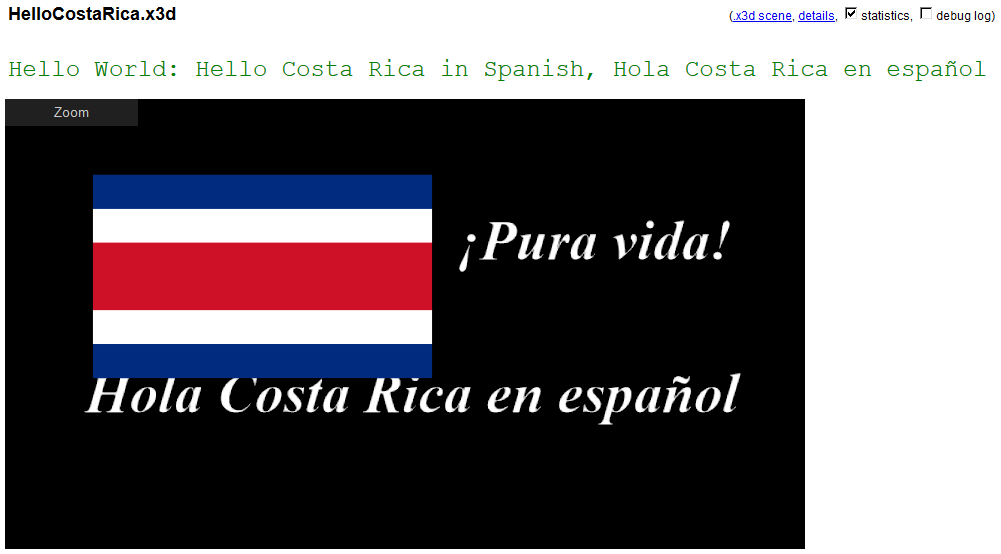 HelloCostaRica.x3d (.x3d scene, details, statistics, debug log)
Hello World: Hello Costa Rica in Spanish, Hola Costa Rica en español
Zoom
¡Pura vida!
Hola Costa Rica en español